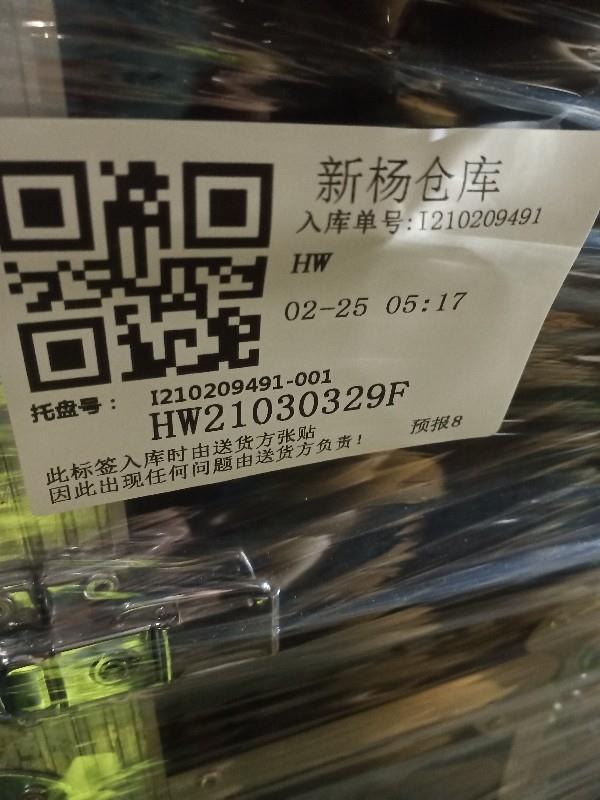 新杨仓库
入库单号:I210209491
HW
02-25 05:17
托盘号： I210209491-001
HW21030329F
预报8
此标签入库时由送货方张贴
因此出现任何问题由送货方负责！